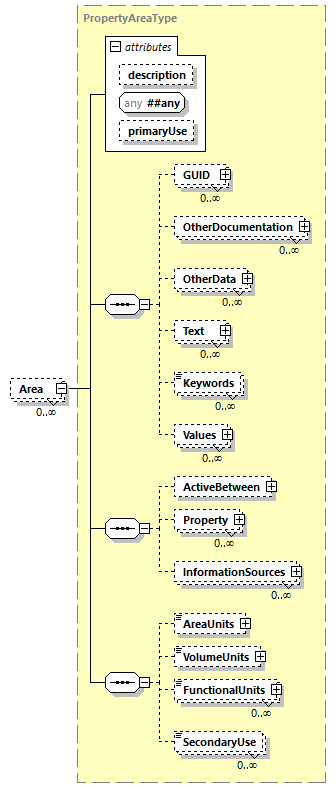 PropertyAreaType
attributes
description
any ##any
primaryUse
GUID
0..∞
OtherDocumentation
0..∞
OtherData
0..∞
Text
0..∞
Area
0..∞
Keywords
0..∞
Values
0..∞
ActiveBetween
Property
0..∞
InformationSources
0..∞
AreaUnits
VolumeUnits
FunctionalUnits
0..∞
SecondaryUse
0..∞